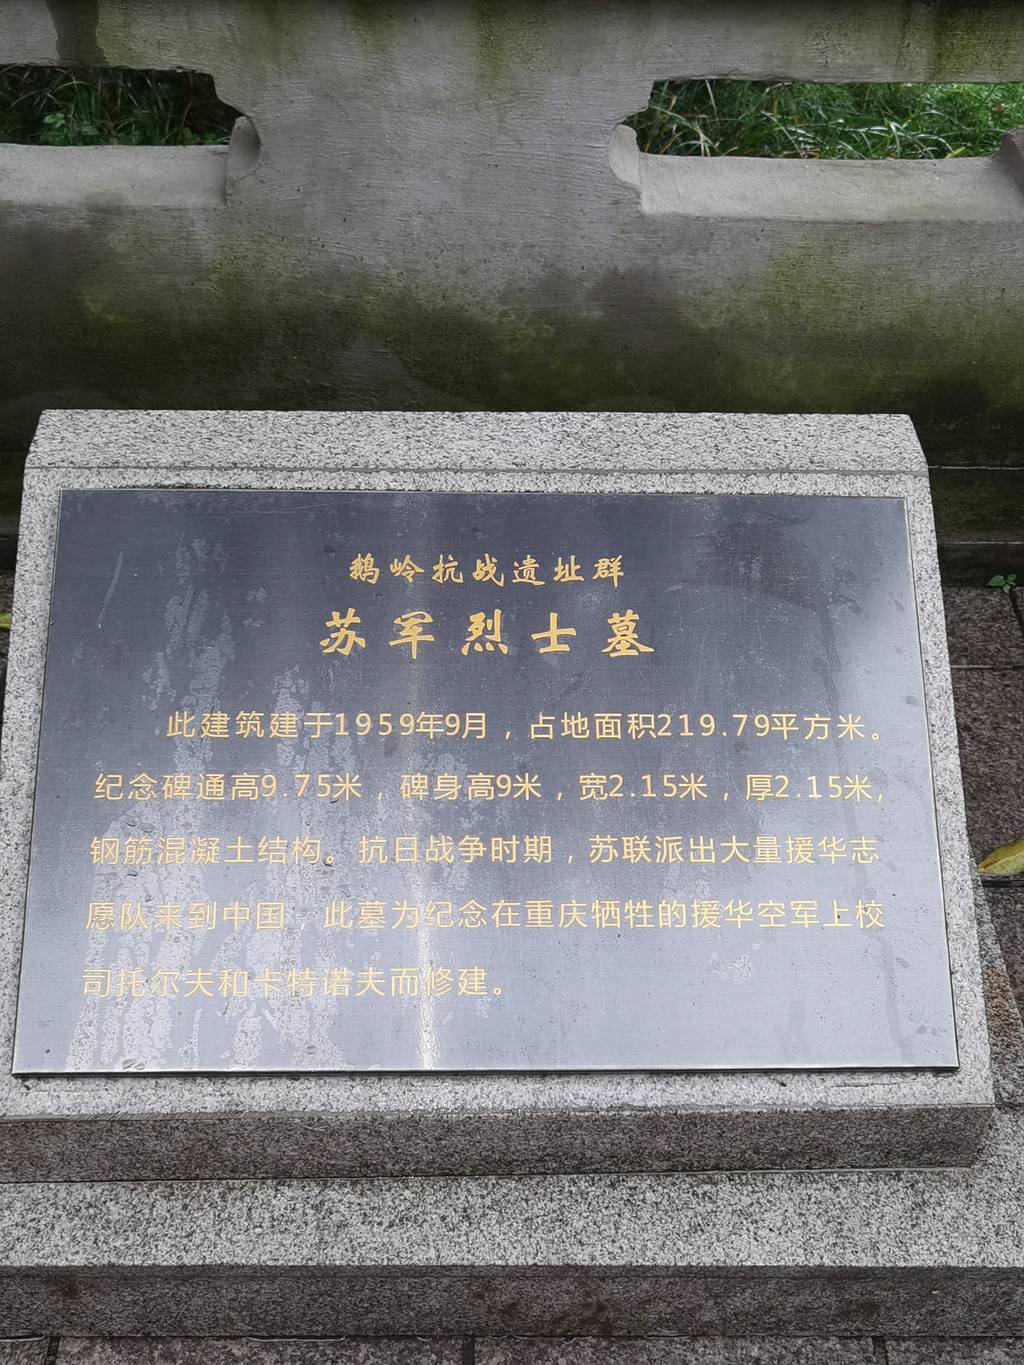 鹅岭抗战遗址群
苏军烈士墓
此建筑建于1959年9月，占地面积219.79平方米。
纪念碑通高9.75米，碑身高9米，宽2.15米，厚2.15米，
钢筋混凝土结构。抗日战争时期，苏联派出大量援华志
愿队来到中国，此墓为纪念在重庆牺牲的援华空军上校
司托尔夫和卡特诺夫而修建。